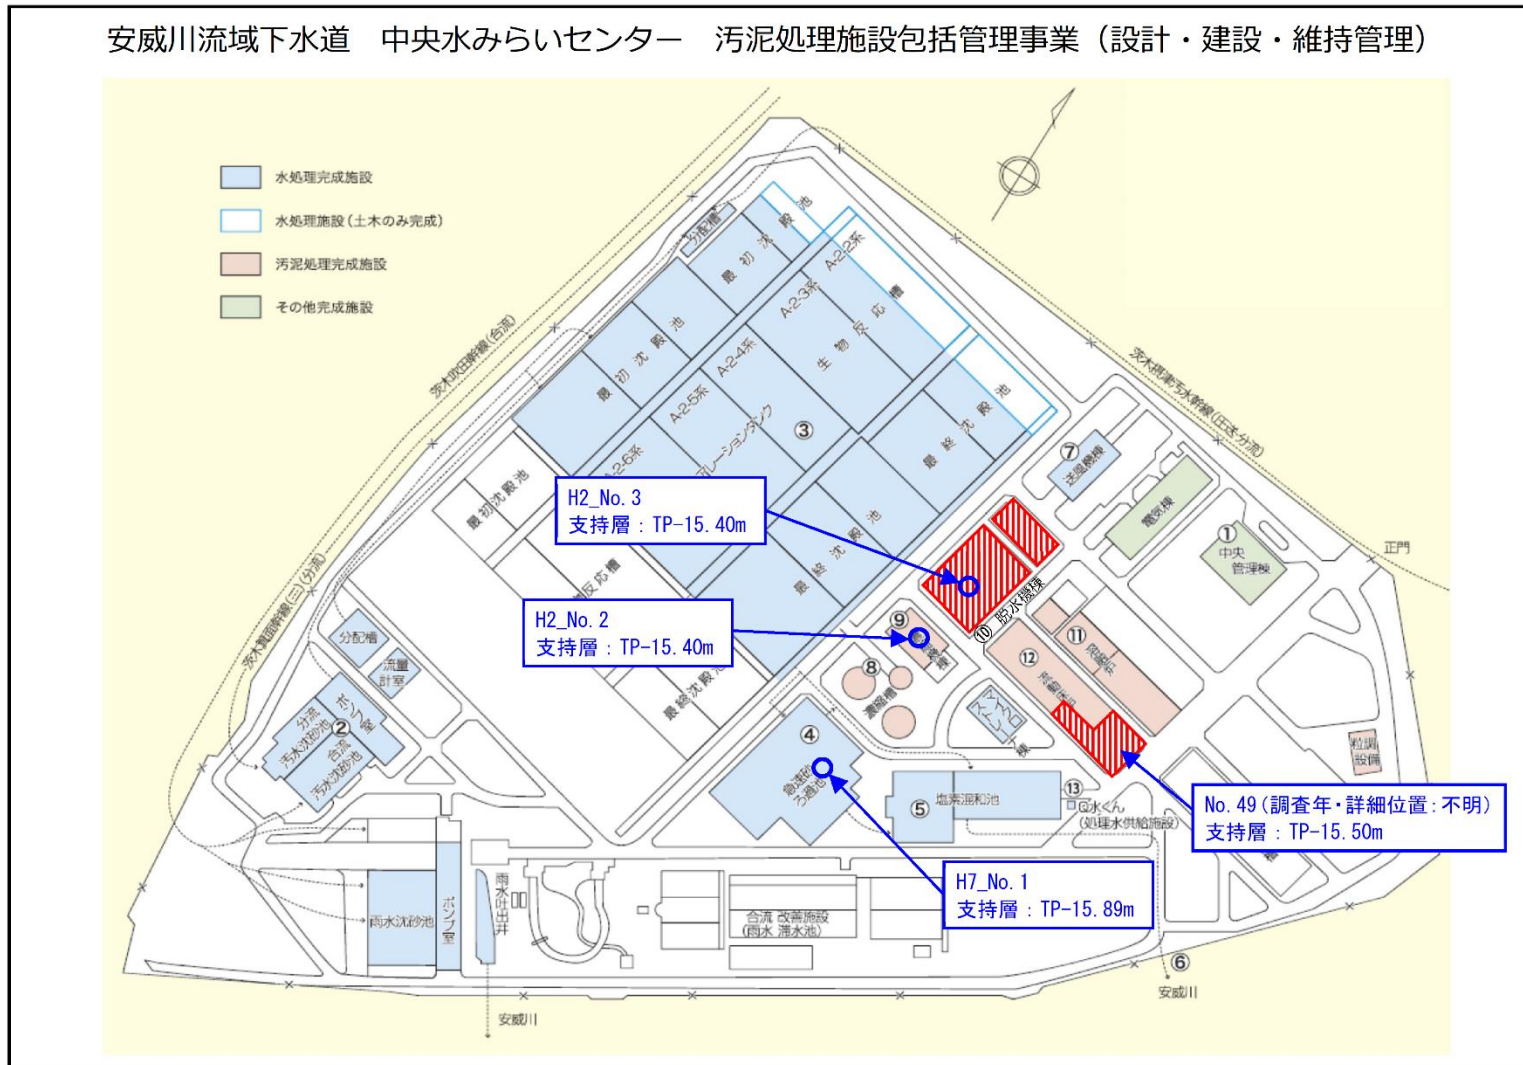 安威川流域下水道　中央水みらいセンター　汚泥処理施設包括管理事業（設計・建設・維持管理）
水処理完成施設
水処理施設(土木のみ完成)
汚泥処理完成施設
その他完成施設
茨木吹田幹線(合流)
茨木摂津汚水幹線(圧送・分流)
茨木箕面幹線(三)(分流)
分配槽
最初沈殿池
最初沈殿池
最初沈殿池
A-2-2系
A-2-3系
A-2-4系
A-2-5系
A-2-6系
生物反応槽
③
反応槽
最終沈殿池
最終沈殿池
最終沈殿池
⑦
送風機棟
電気棟
①
中央
管理棟
正門
H2_No.3
支持層：TP-15.40m
H2_No.2
支持層：TP-15.40m
⑨
⑩ 脱水機棟
⑪
⑫
⑧
濃縮槽
粒調
設備
分配槽
流量
計室
②
ポンプ室
分流
汚水沈砂池
合流
汚水沈砂池
④
急速砂
ろ過池
⑤
塩素混和池
⑬
Q水くん
(処理水供給施設)
No.49(調査年・詳細位置：不明)
支持層：TP-15.50m
H7_No.1
支持層：TP-15.89m
雨水沈砂池
ポンプ室
雨水吐出井
合流 改善施設
(雨水 滞水池)
⑥
安威川
安威川